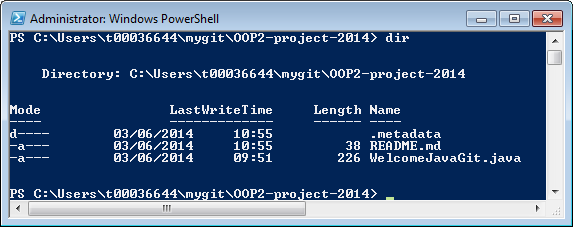 Administrator: Windows PowerShell
PS C:\Users\t00036644\mygit\OOP2-project-2014> dir
Directory: C:\Users\t00036644\mygit\OOP2-project-2014
Mode LastWriteTime Length Name
---- ------------- ------ ----
d---- 03/06/2014 10:55 .metadata
-a--- 03/06/2014 10:55 38 README.md
-a--- 03/06/2014 09:51 226 WelcomeJavaGit.java
PS C:\Users\t00036644\mygit\OOP2-project-2014> _